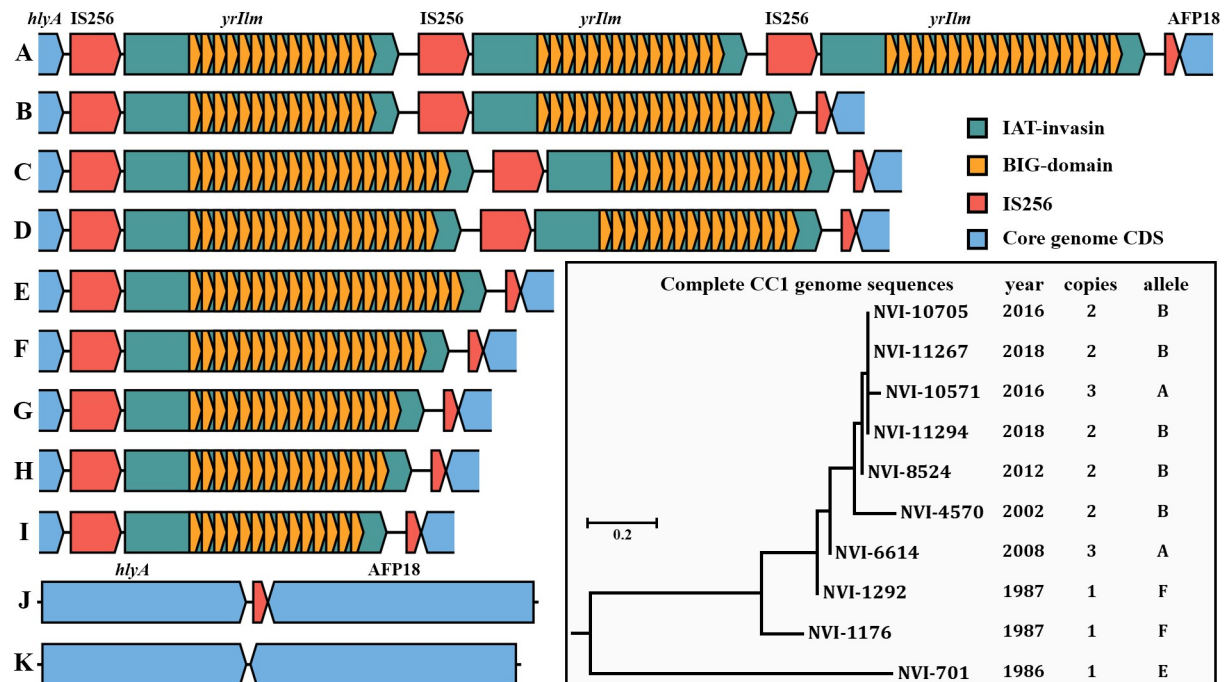 hlyA IS256 yrIlm IS256 yrIlm IS256 yrIlm AFP18
A
B
C
D
E
F
G
H
I
hlyA AFP18
J
K
IAT-invasin
BIG-domain
IS256
Core genome CDS
Complete CC1 genome sequences year copies allele
NVI-10705 2016 2 B
NVI-11267 2018 2 B
NVI-10571 2016 3 A
NVI-11294 2018 2 B
NVI-8524 2012 2 B
NVI-4570 2002 2 B
NVI-6614 2008 3 A
NVI-1292 1987 1 F
NVI-1176 1987 1 F
NVI-701 1986 1 E
0.2